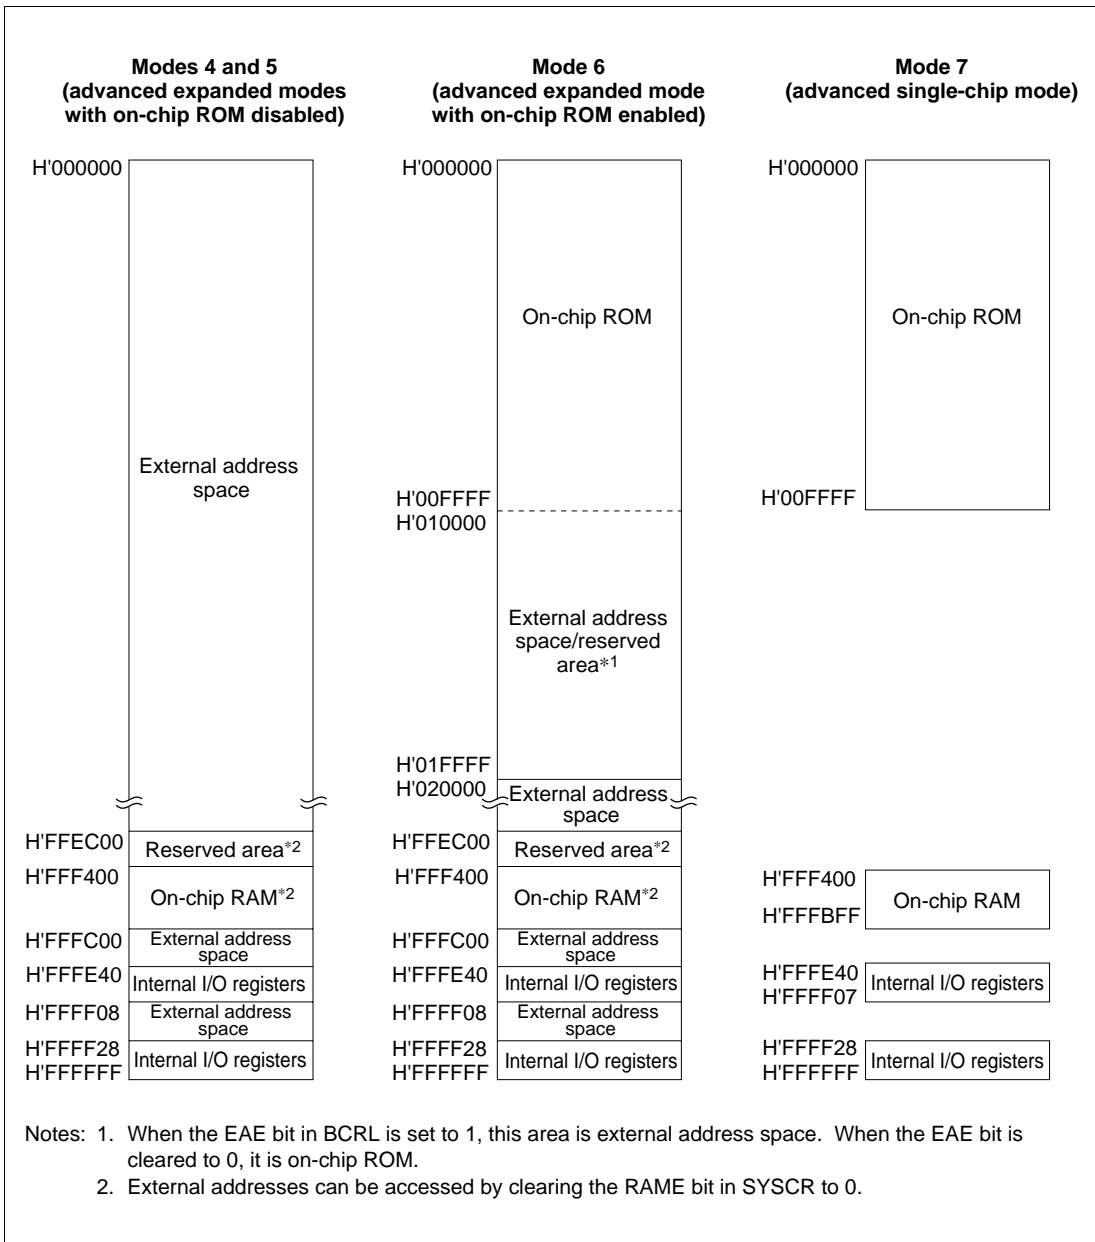 Modes 4 and 5
(advanced expanded modes
with on-chip ROM disabled)
H'000000
External address
space
H'FFEC00
Reserved area*2
H'FFF400
On-chip RAM*2
H'FFFC00
External address
space
H'FFFE40
Internal I/O registers
H'FFFF08
External address
space
H'FFFF28
Internal I/O registers
H'FFFFFF
Mode 6
(advanced expanded mode
with on-chip ROM enabled)
H'000000
On-chip ROM
H'00FFFF
H'010000
External address
space/reserved
area*1
H'01FFFF
H'020000
External address
space
H'FFEC00
Reserved area*2
H'FFF400
On-chip RAM*2
H'FFFC00
External address
space
H'FFFE40
Internal I/O registers
H'FFFF08
External address
space
H'FFFF28
Internal I/O registers
H'FFFFFF
Mode 7
(advanced single-chip mode)
H'000000
On-chip ROM
H'00FFFF
H'FFF400
On-chip RAM
H'FFFBFF
H'FFFE40
Internal I/O registers
H'FFFF07
H'FFFF28
Internal I/O registers
H'FFFFFF
Notes: 1. When the EAE bit in BCRL is set to 1, this area is external address space. When the EAE bit is
cleared to 0, it is on-chip ROM.
2. External addresses can be accessed by clearing the RAME bit in SYSCR to 0.